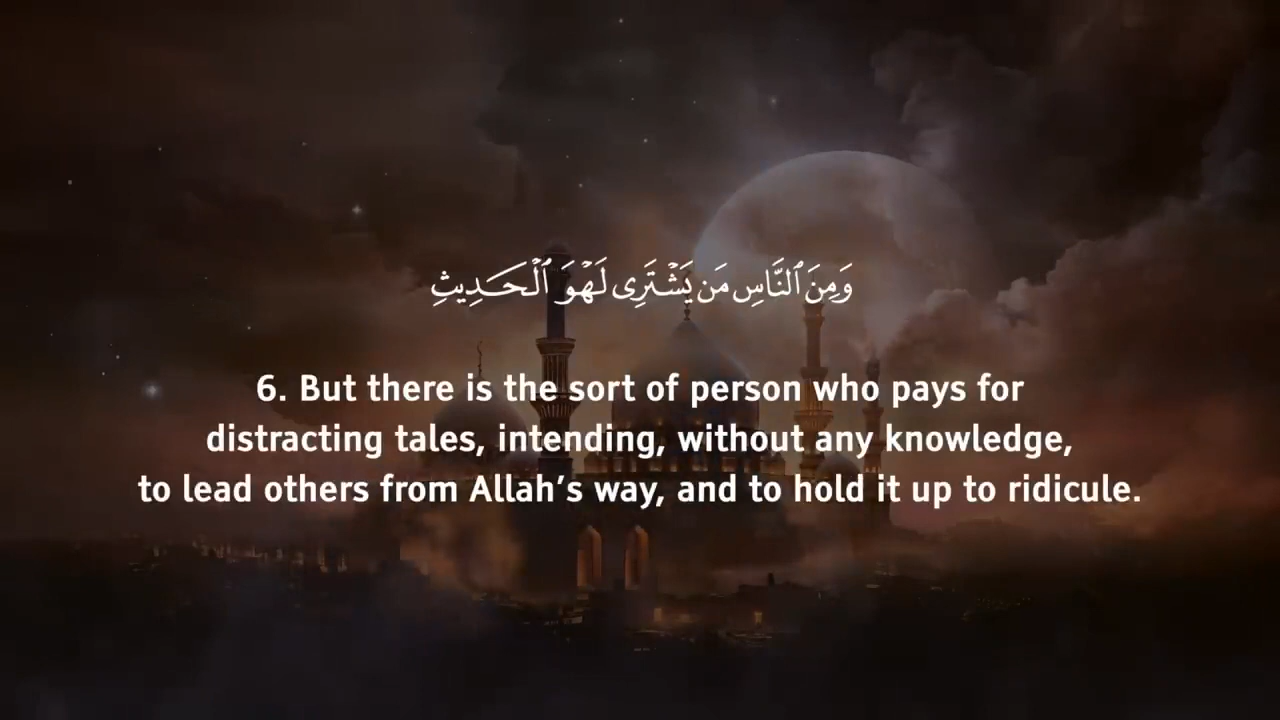 وَمِنَ ٱلنَّاسِ مَن يَشْتَرِى لَهْوَ ٱلْحَدِيثِ
6. But there is the sort of person who pays for
distracting tales, intending, without any knowledge,
to lead others from Allah’s way, and to hold it up to ridicule.